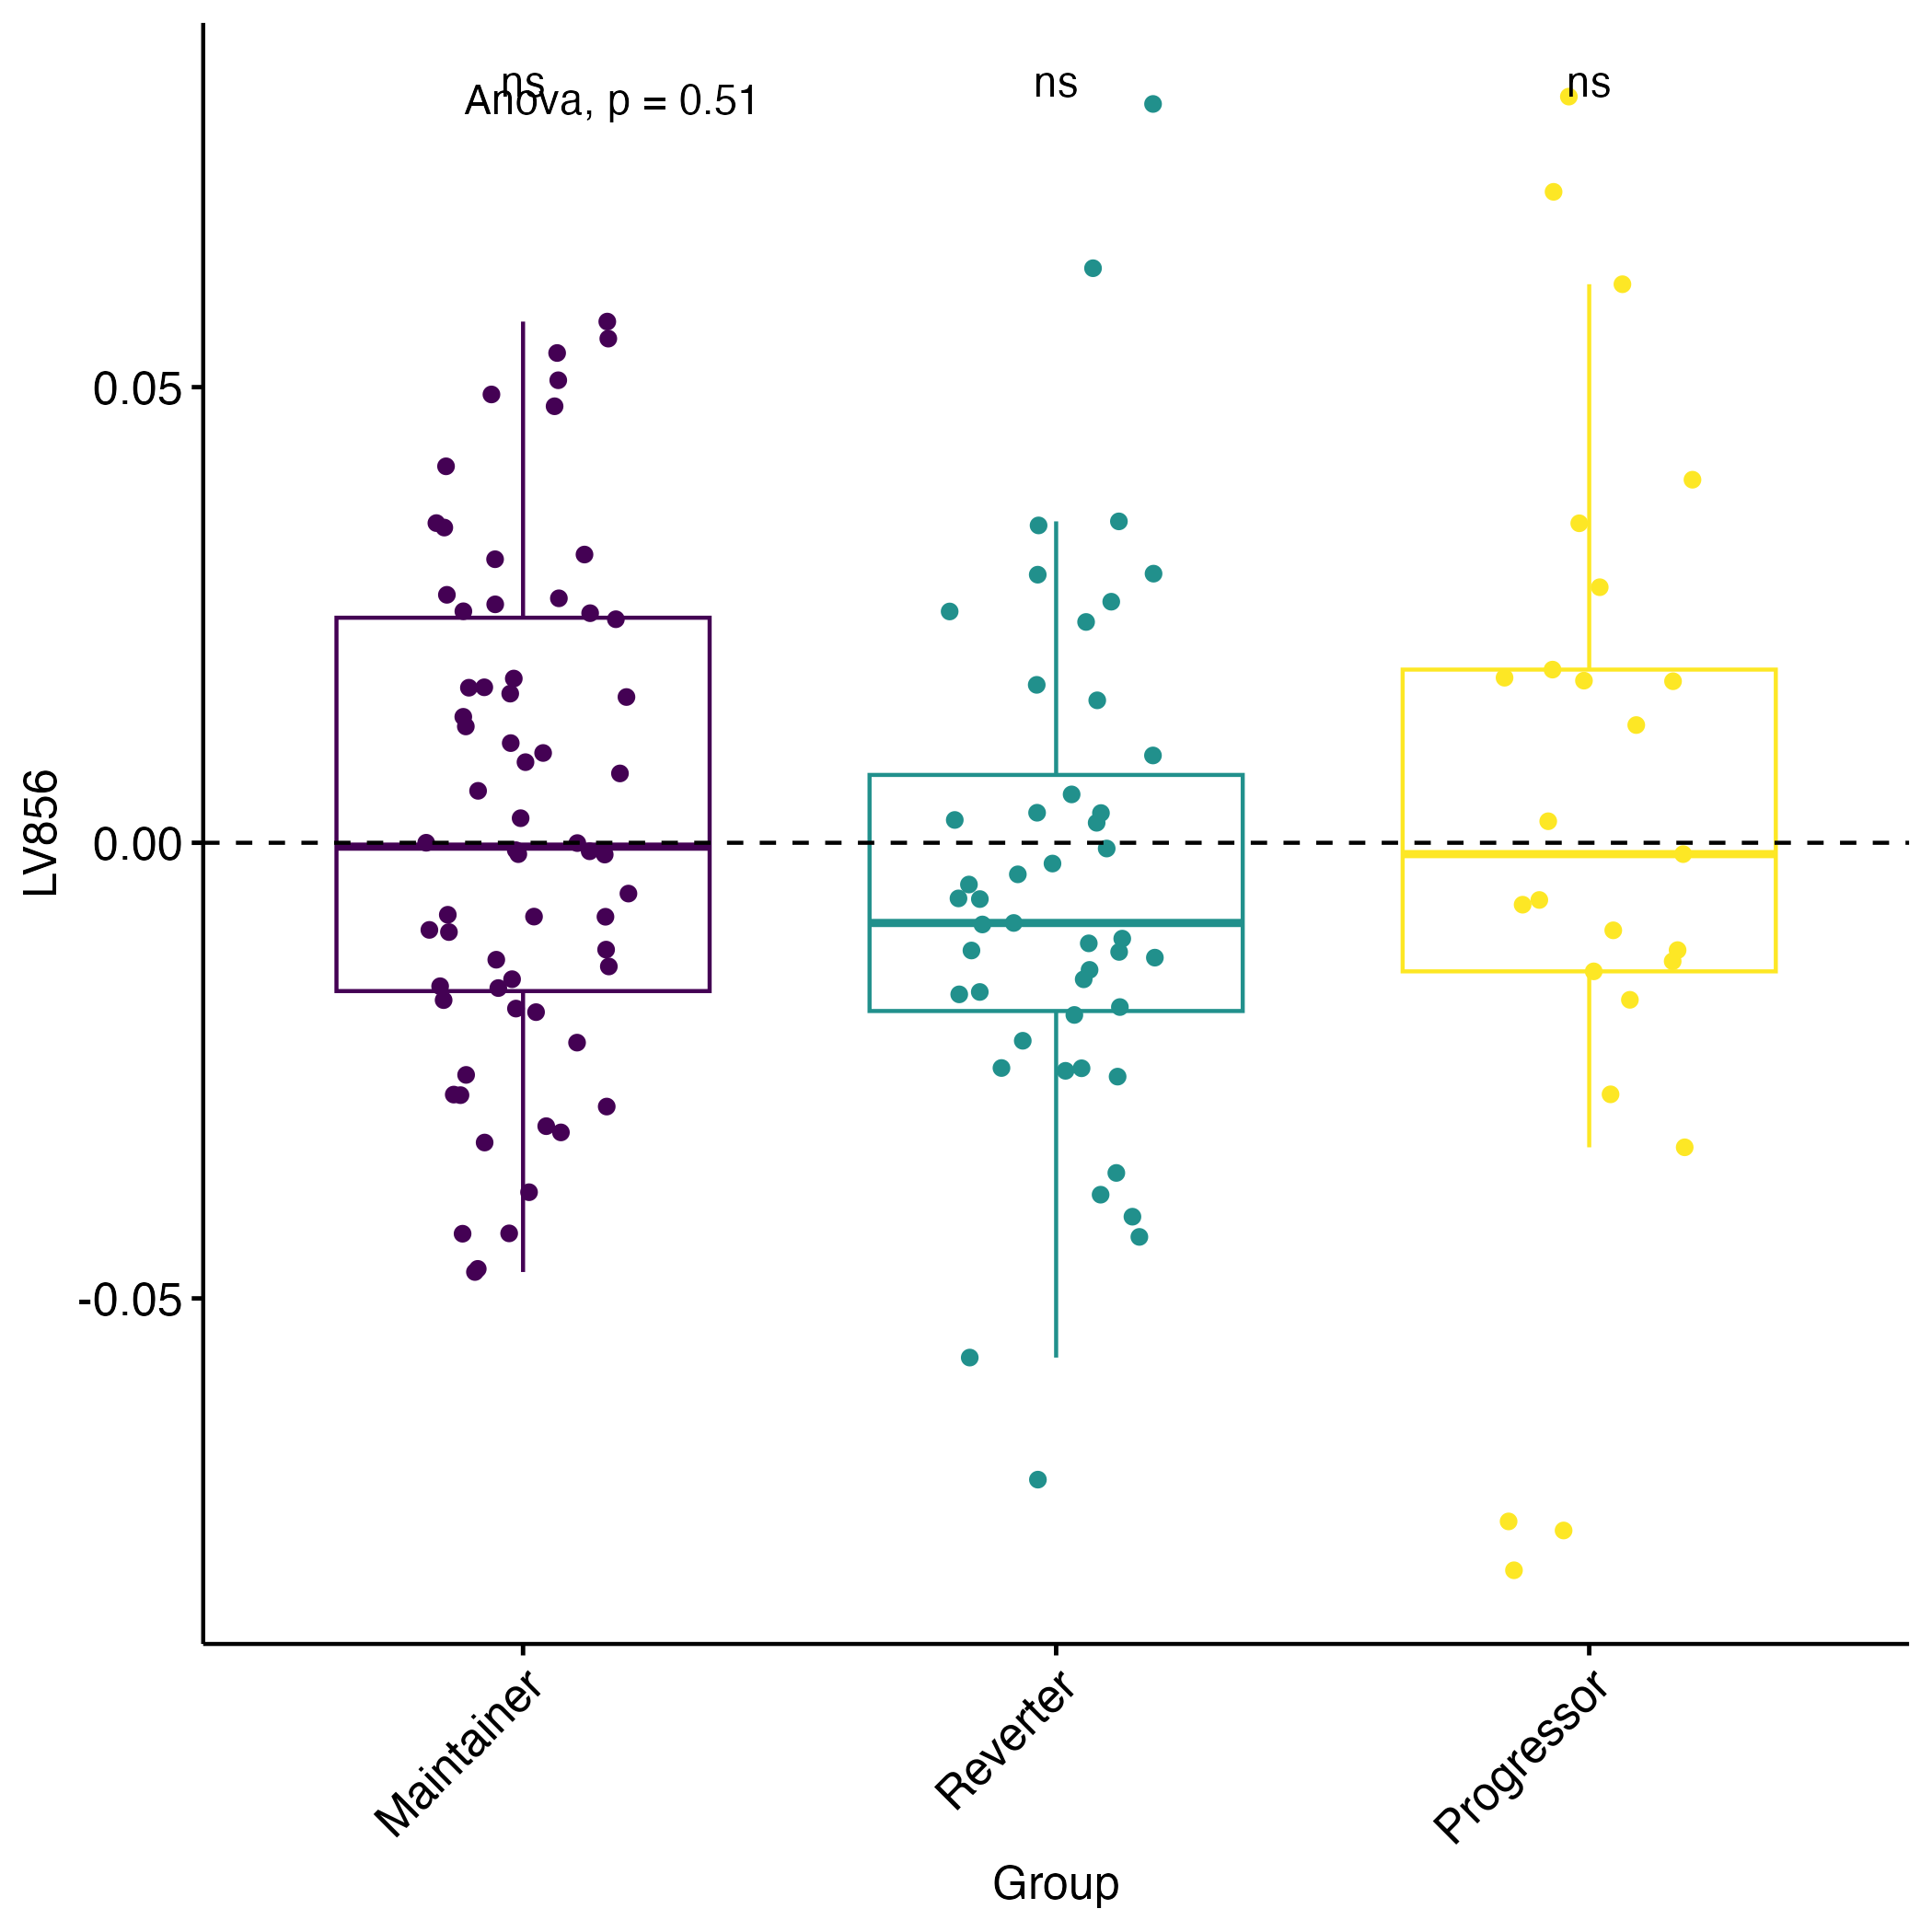 ns
ns
ns
Anova, p = 0.51
0.05
0.00
-0.05
LV856
Maintainer
Reverter
Progressor
Group